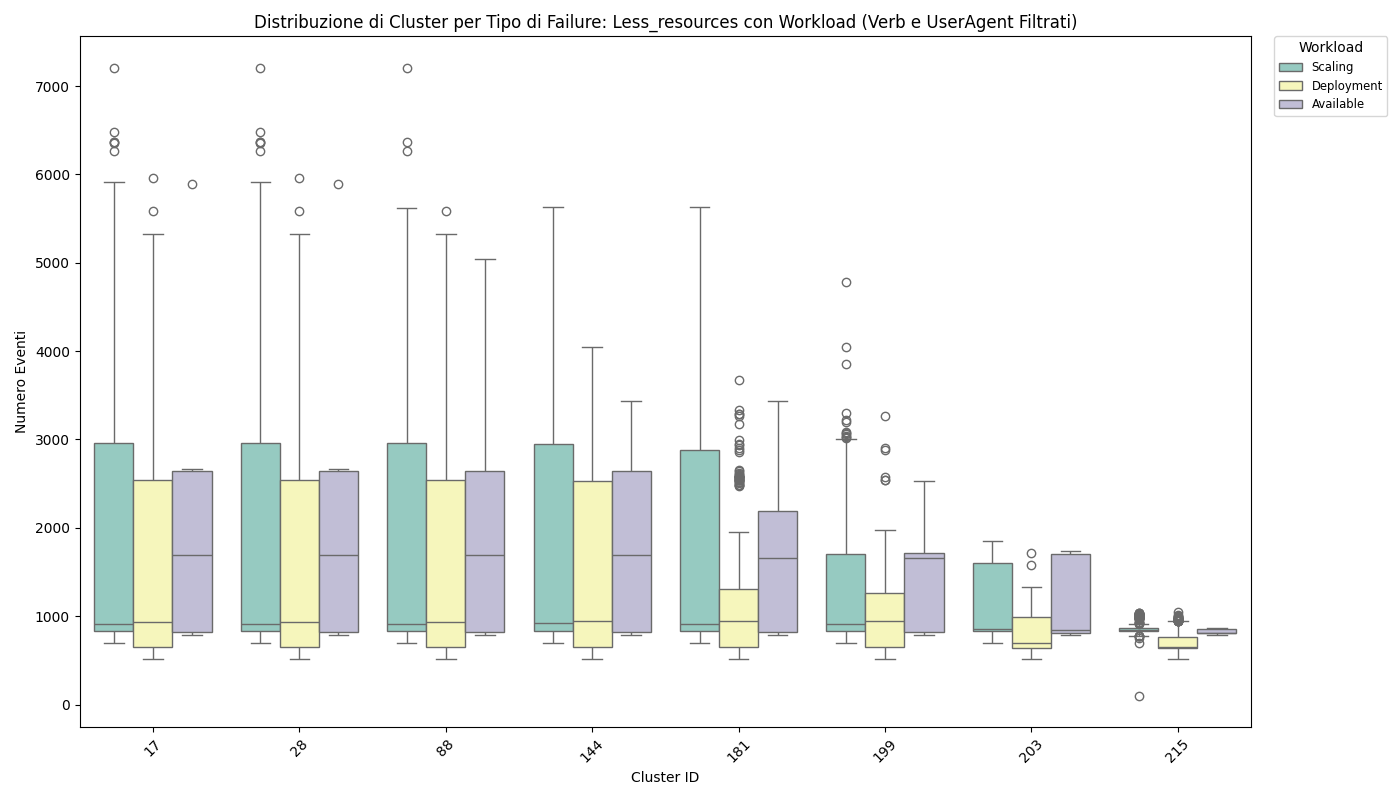 Distribuzione di Cluster per Tipo di Failure: Less_resources con Workload (Verb e UserAgent Filtrati)
Workload
Scaling
Deployment
Available
Numero Eventi
7000
6000
5000
4000
3000
2000
1000
0
17 28 88 144 181 199 203 215
Cluster ID